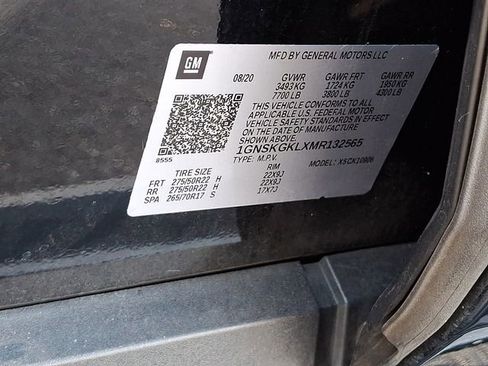 GM
MFD BY GENERAL MOTORS LLC
08/20 GVWR GAWR FRT GAWR RR
3493 KG 1724 KG 1950 KG
7700 LB 3800 LB 4300 LB
THIS VEHICLE CONFORMS TO ALL
APPLICABLE U.S. FEDERAL MOTOR
VEHICLE SAFETY STANDARDS IN
EFFECT ON THE DATE OF MANUFACTURE
SHOWN ABOVE.
1GNSKGKLXMR132565
TYPE: M.P.V. MODEL:
8555
TIRE SIZE RIM
FRT 275/50R22 H 22X9J
RR 275/50R22 H 22X9J
SPA 265/70R17 S 17X7J